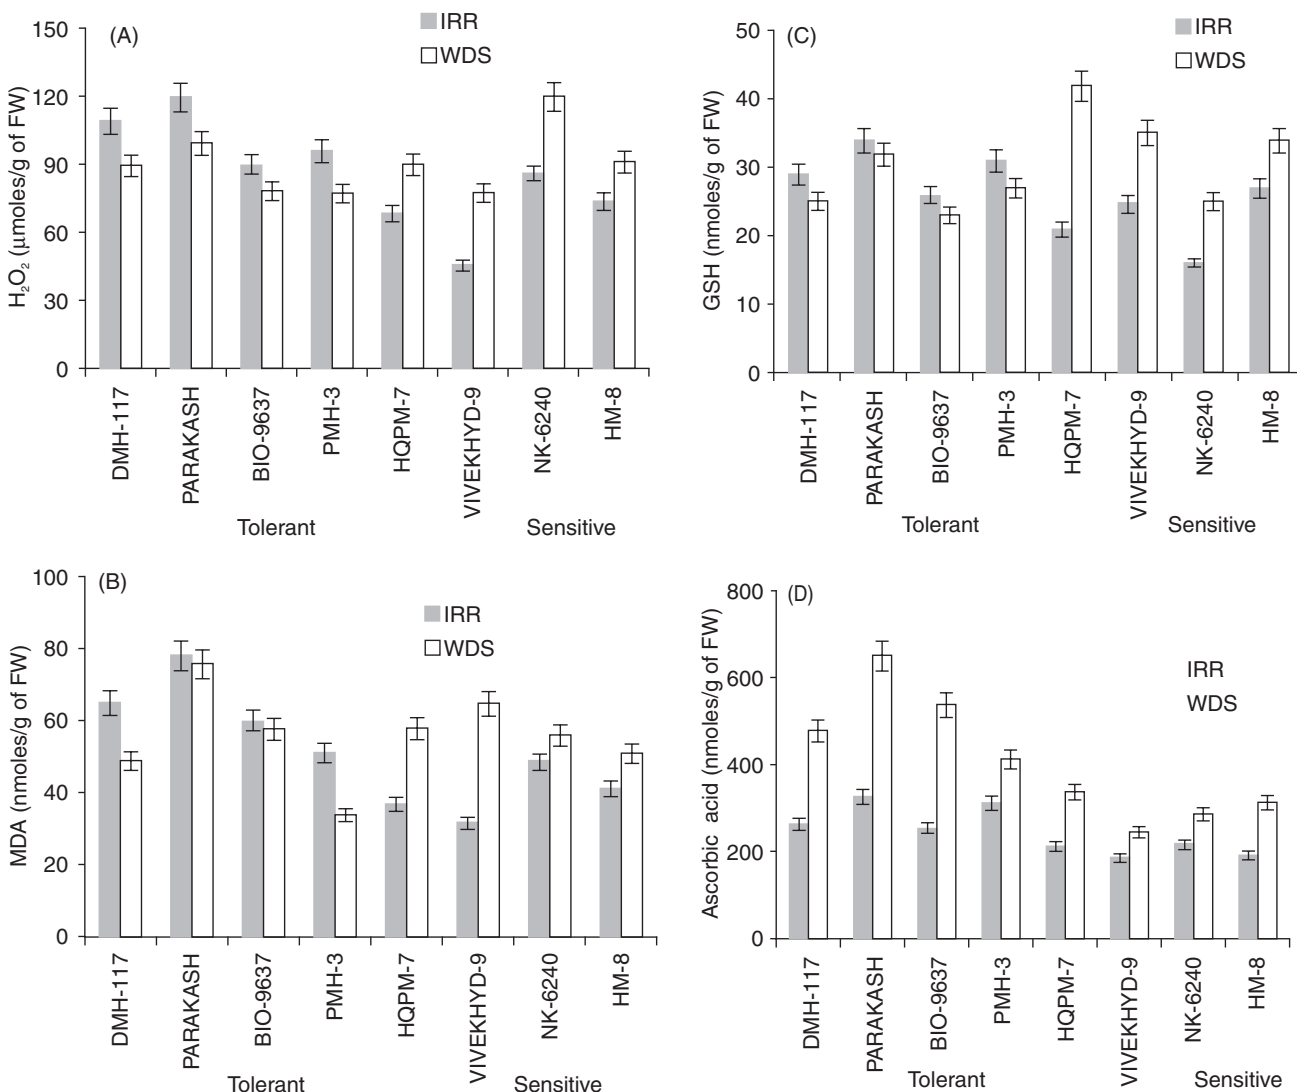 (A)
IRR
WDS
H₂O₂ (μmoles/g of FW)
150
120
90
60
30
0
DMH-117
PARAKASH
BIO-9637
PMH-3
HQPM-7
VIVEKHYD-9
NK-6240
HM-8
Tolerant
Sensitive
(C)
IRR
WDS
GSH (nmoles/g of FW)
50
40
30
20
10
0
DMH-117
PARAKASH
BIO-9637
PMH-3
HQPM-7
VIVEKHYD-9
NK-6240
HM-8
Tolerant
Sensitive
(B)
IRR
WDS
MDA (nmoles/g of FW)
100
80
60
40
20
0
DMH-117
PARAKASH
BIO-9637
PMH-3
HQPM-7
VIVEKHYD-9
NK-6240
HM-8
Tolerant
Sensitive
(D)
IRR
WDS
Ascorbic acid (nmoles/g of FW)
800
600
400
200
0
DMH-117
PARAKASH
BIO-9637
PMH-3
HQPM-7
VIVEKHYD-9
NK-6240
HM-8
Tolerant
Sensitive